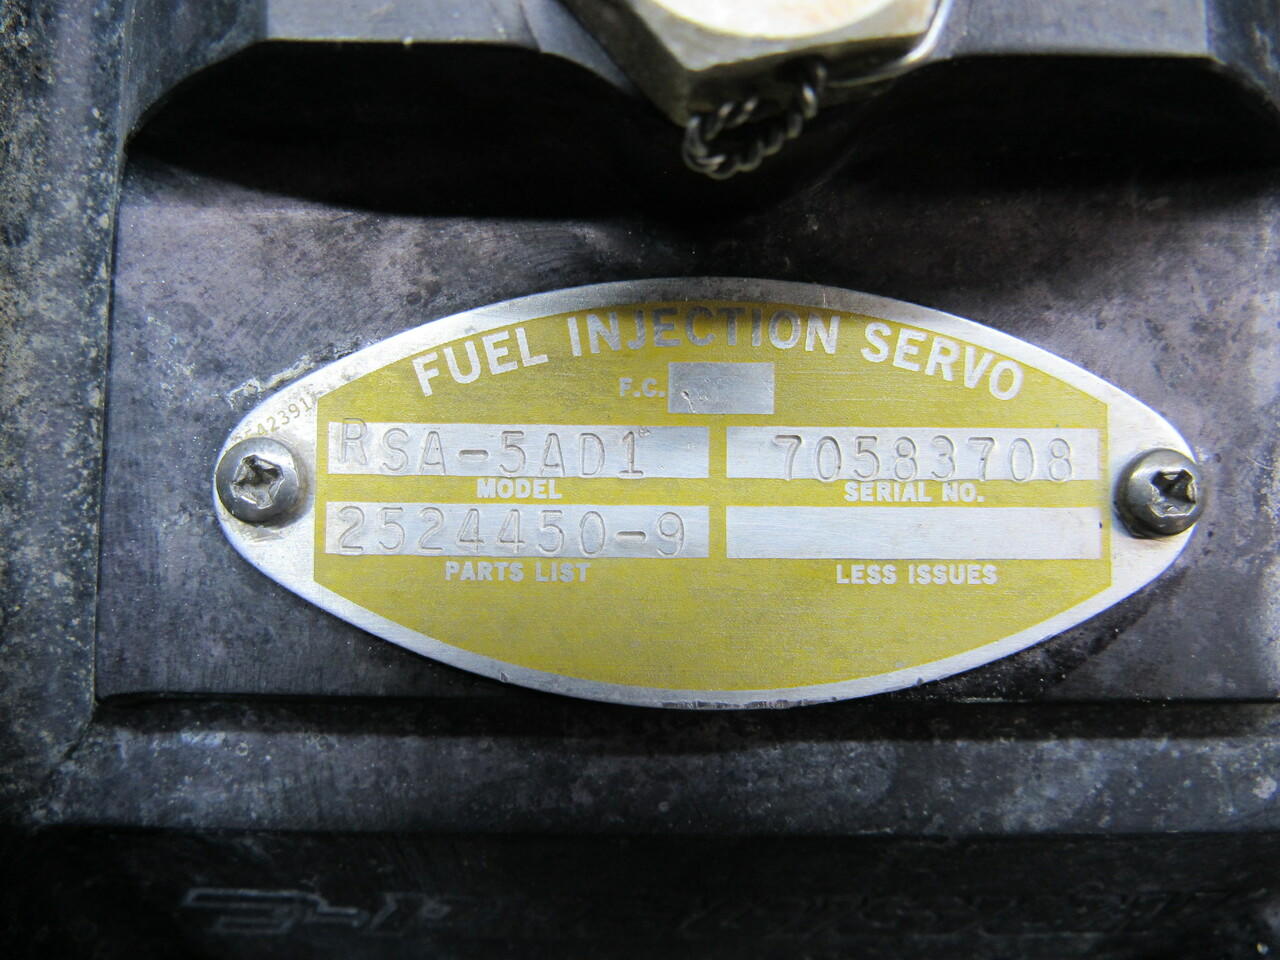 FUEL INJECTION SERVO
F.C.
RSA-5AD1
70583708
MODEL
SERIAL NO.
2524450-9
PARTS LIST
LESS ISSUES